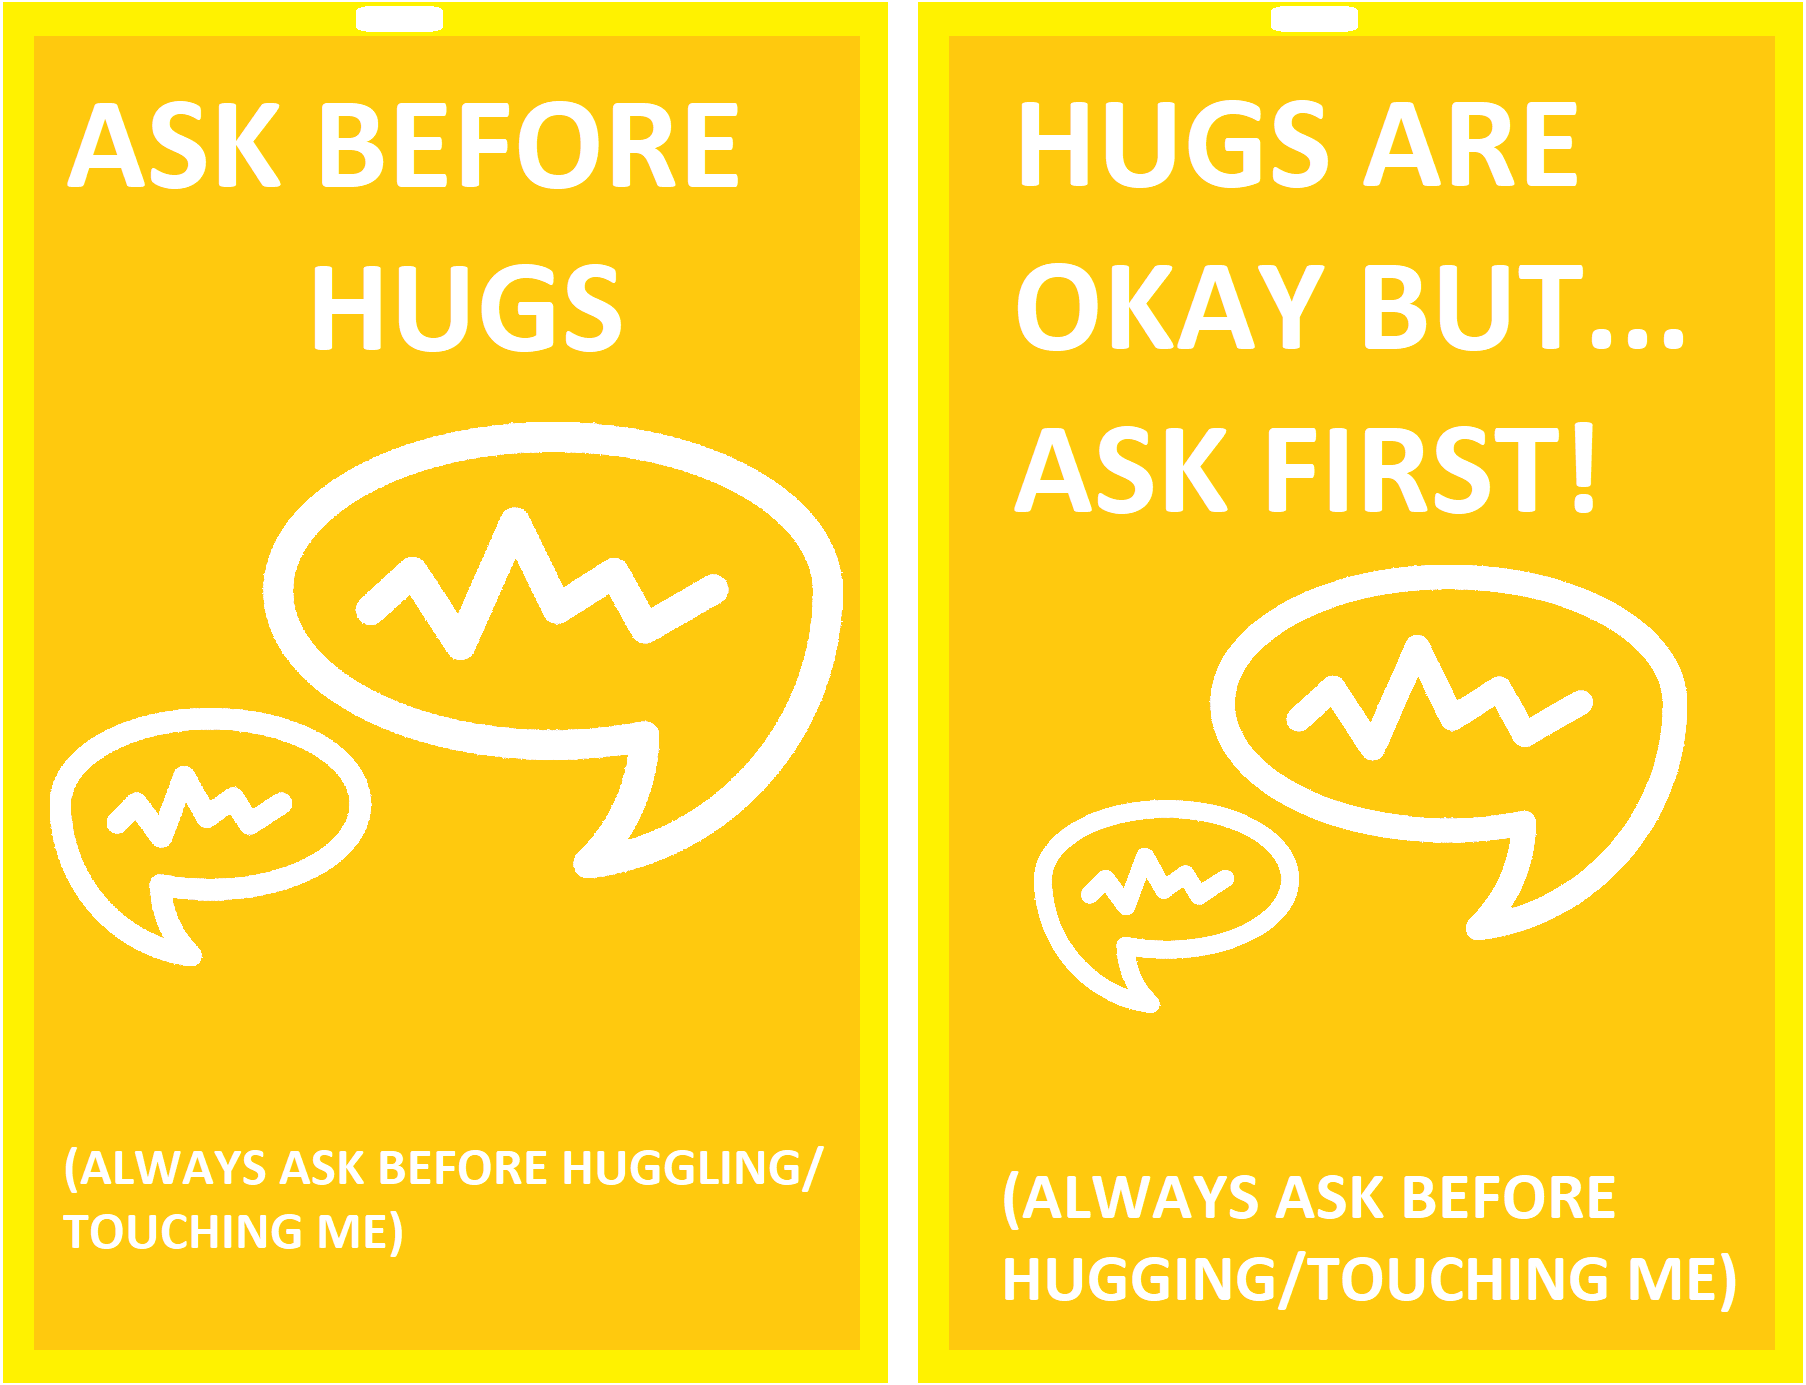 ASK BEFORE
HUGS
(ALWAYS ASK BEFORE HUGGLING/
TOUCHING ME)
HUGS ARE
OKAY BUT...
ASK FIRST!
(ALWAYS ASK BEFORE
HUGGING/TOUCHING ME)